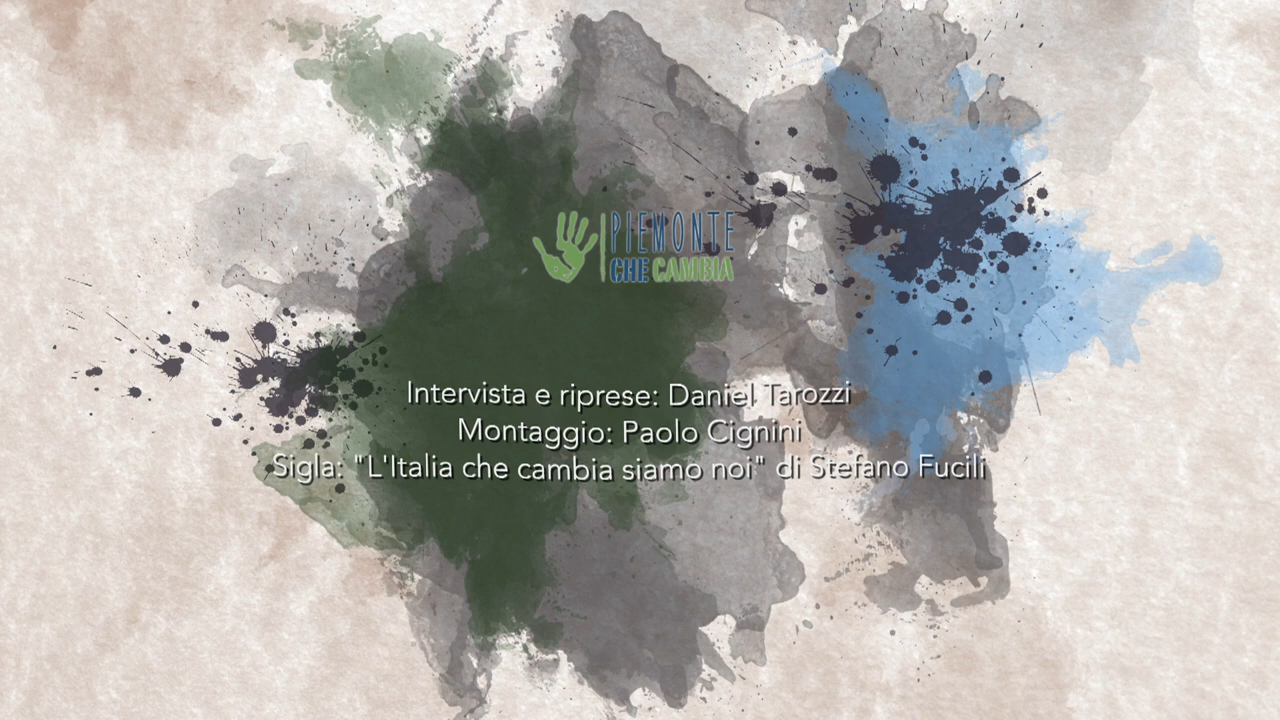 PIEMONTE
CHE CAMBIA
Intervista e riprese: Daniel Tarozzi
Montaggio: Paolo Cignini
Sigla: "L'Italia che cambia siamo noi" di Stefano Fucili